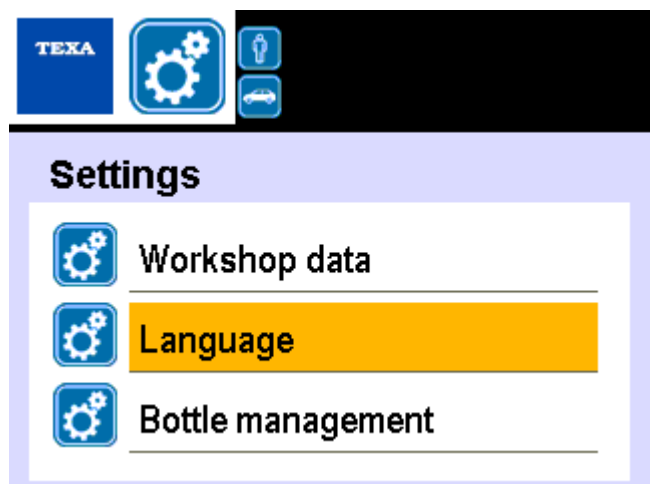 TEXA
Settings
Workshop data
Language
Bottle management